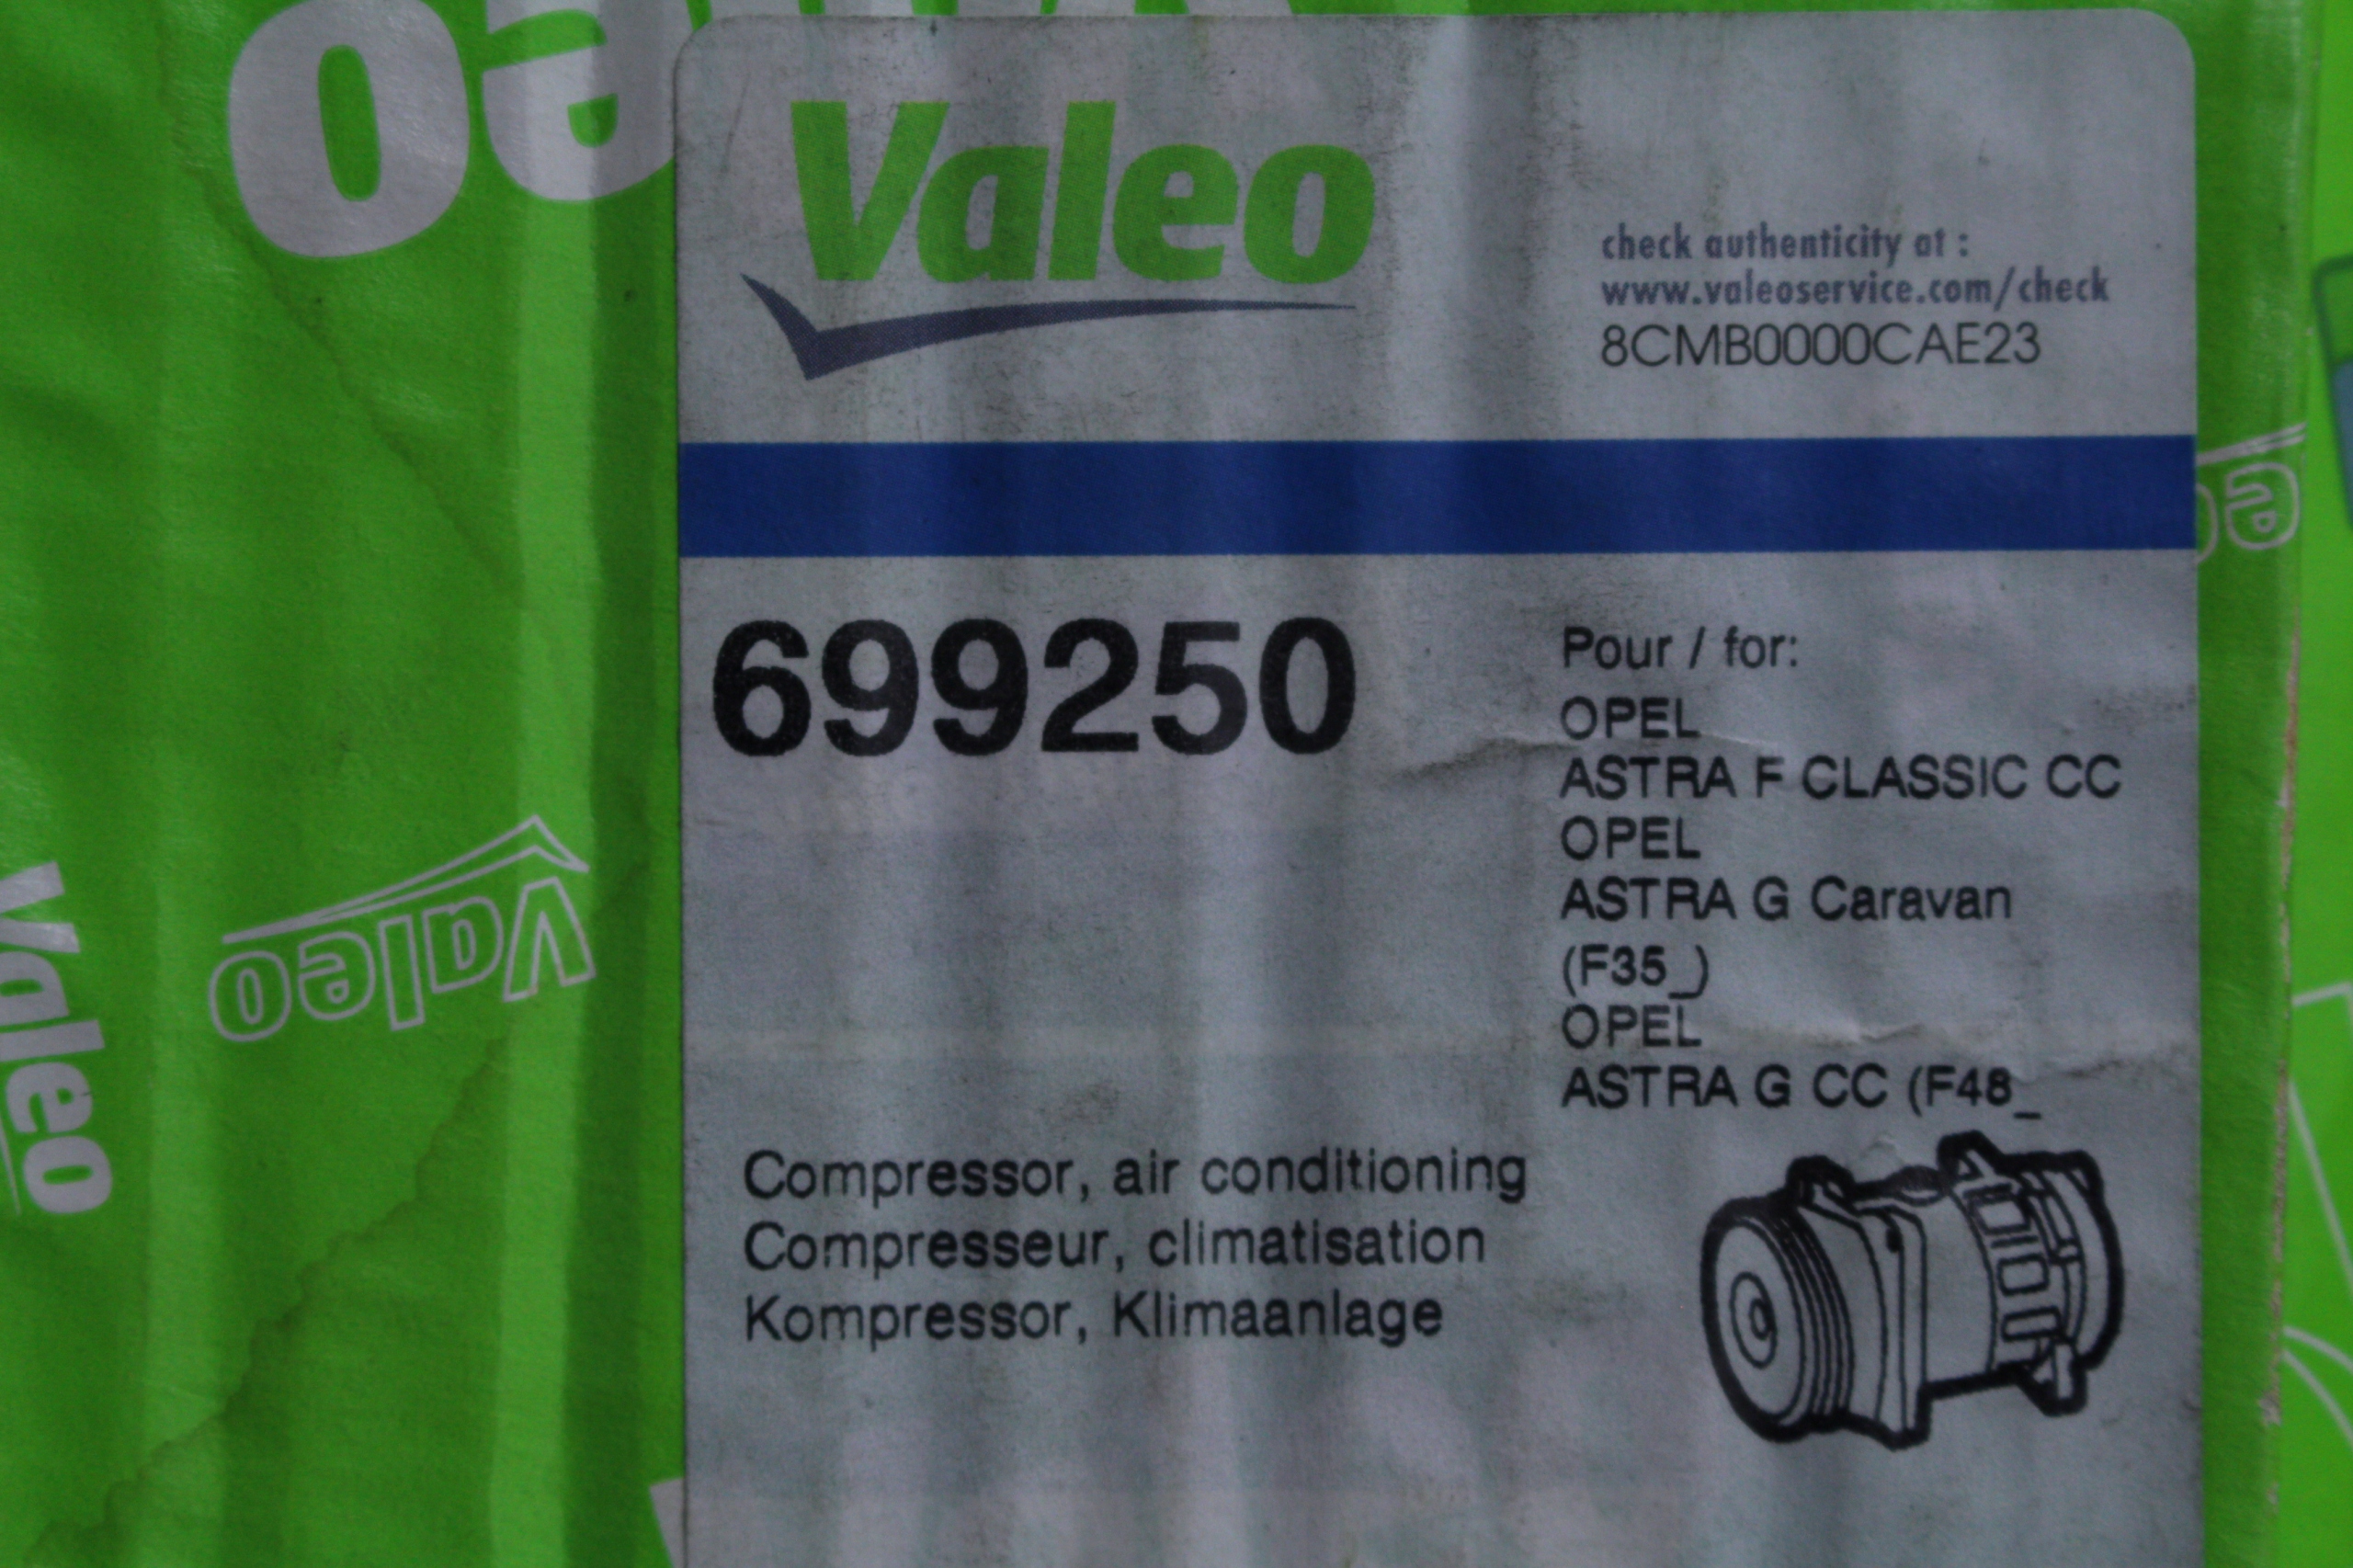 Valeo
check authenticity at :
www.valeoservice.com/check
8CMB0000CAE23
699250
Pour / for:
OPEL
ASTRA F CLASSIC CC
OPEL
ASTRA G Caravan
(F35_)
OPEL
ASTRA G CC (F48_
Compressor, air conditioning
Compresseur, climatisation
Kompressor, Klimaanlage
Valeo
Valeo